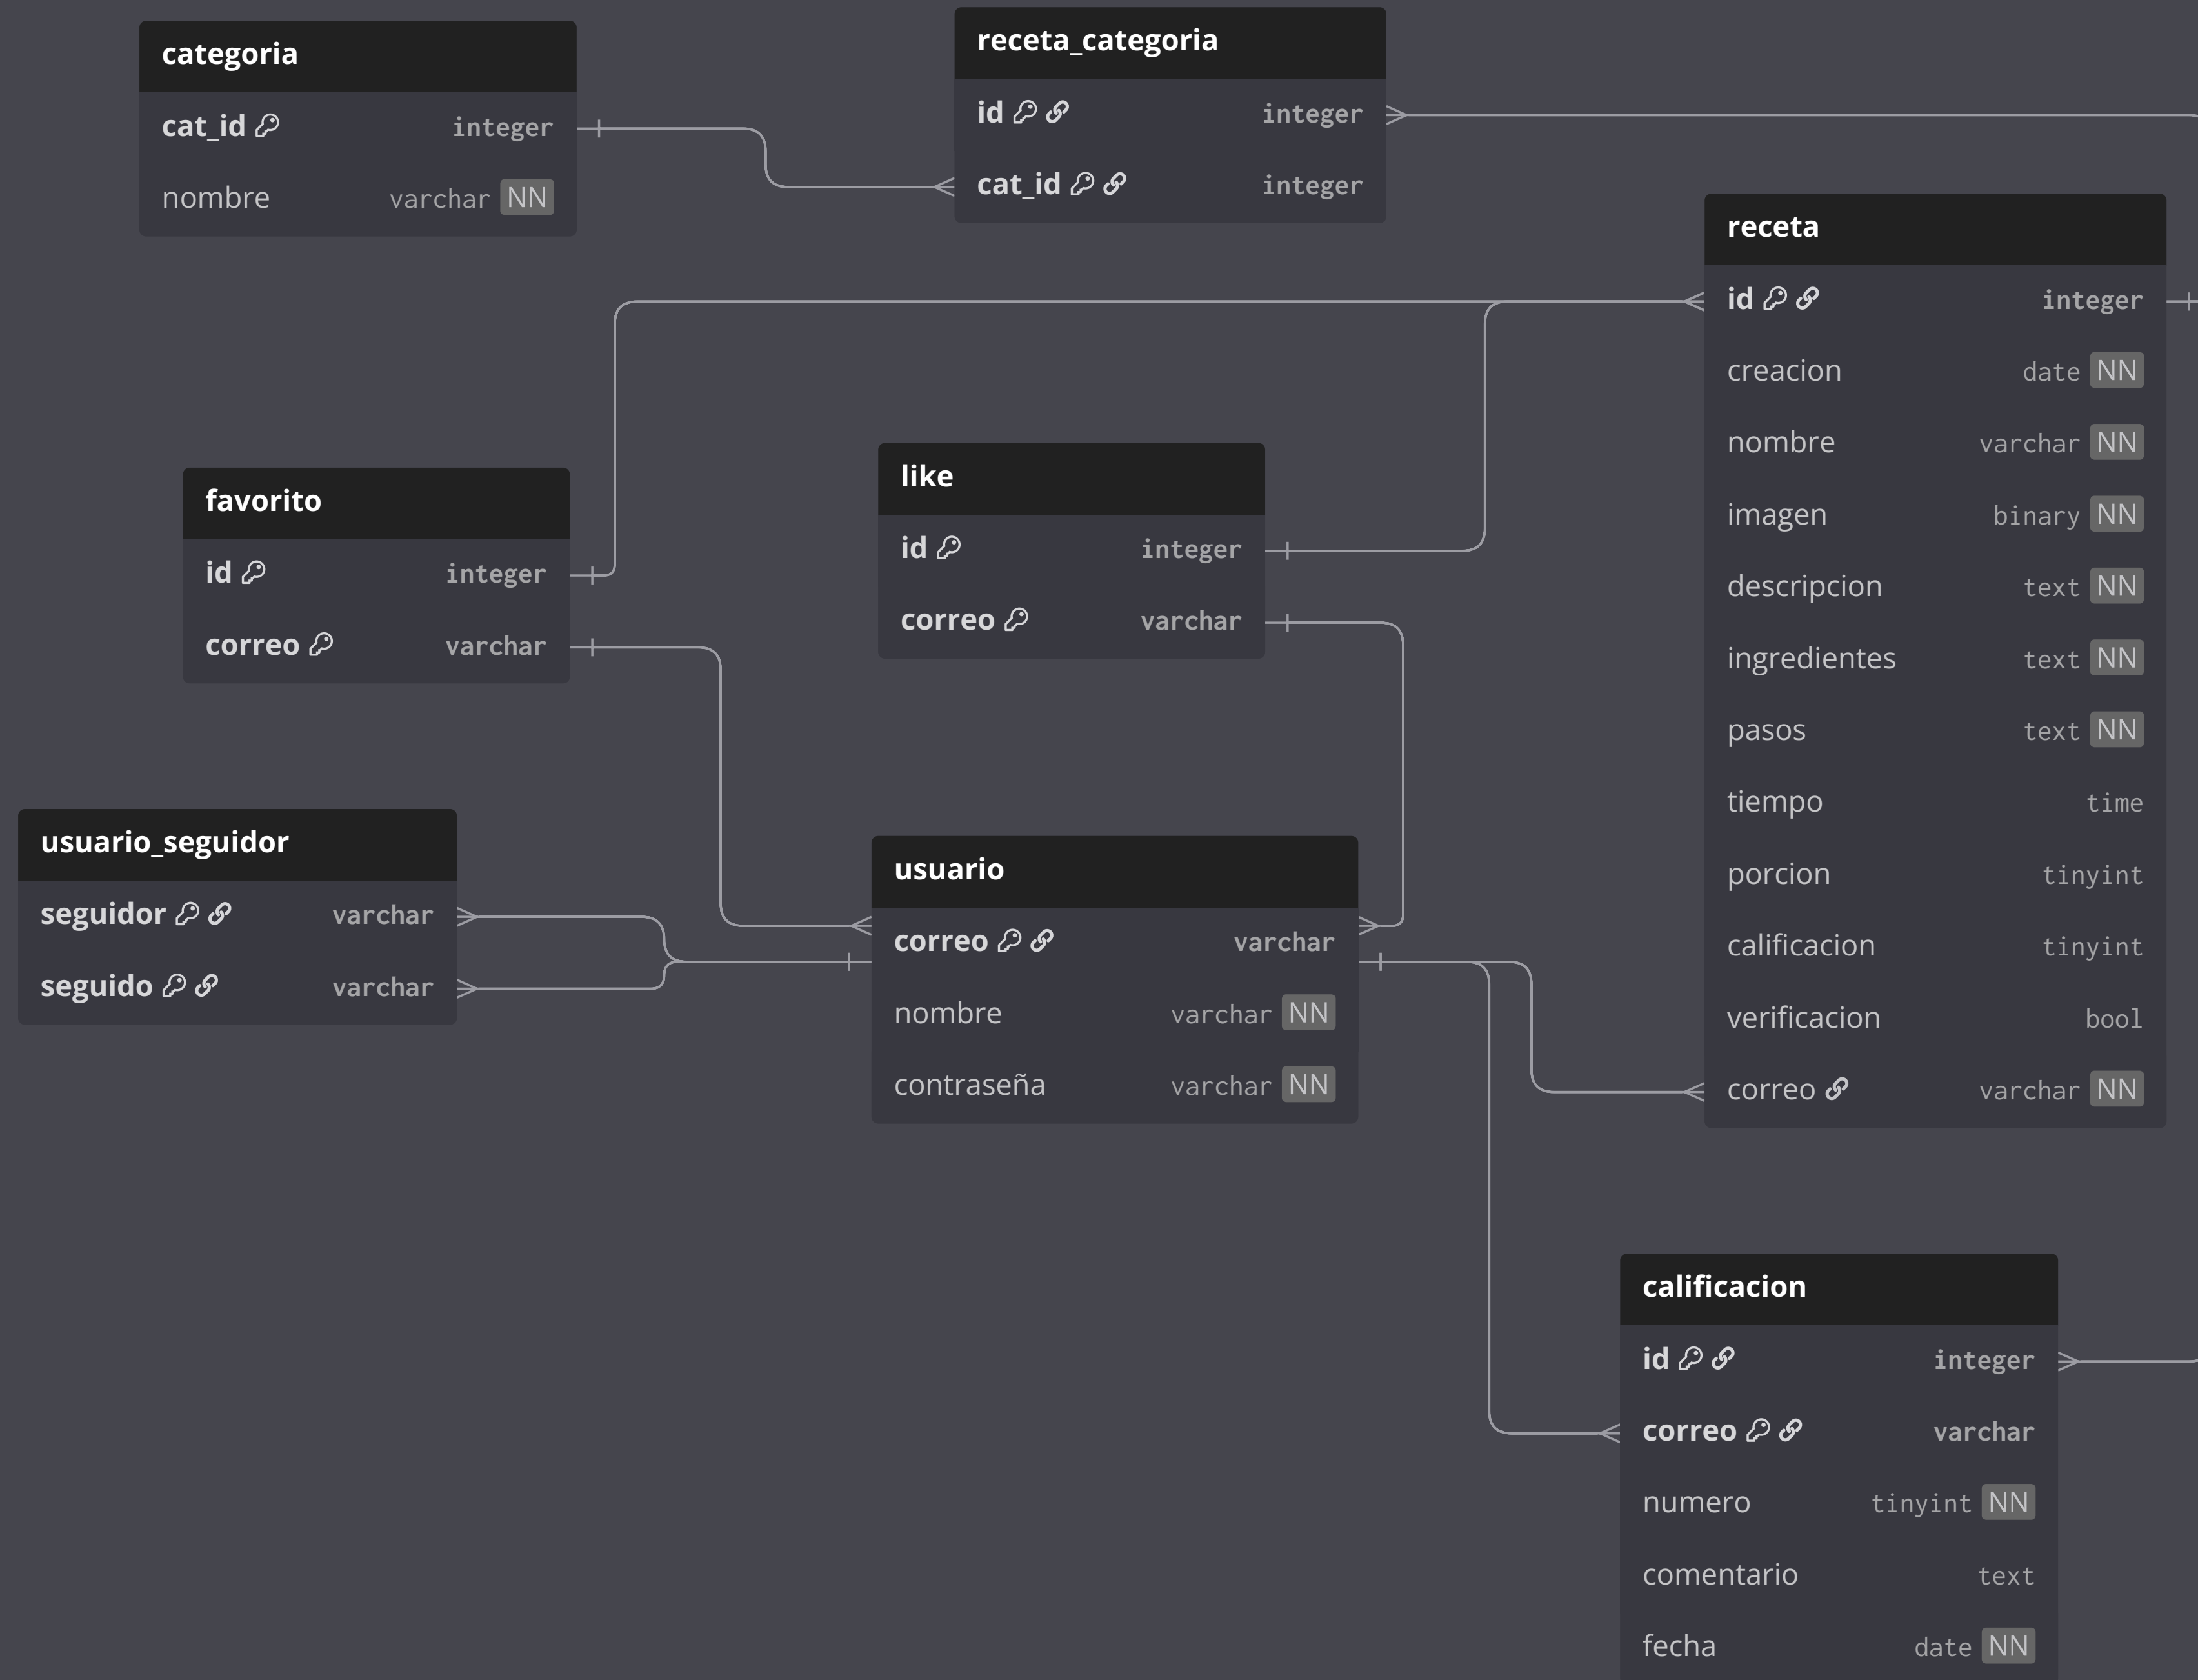 categoria
cat_id integer
nombre varchar NN
receta_categoria
id integer
cat_id integer
receta
id integer
creacion date NN
nombre varchar NN
imagen binary NN
descripcion text NN
ingredientes text NN
pasos text NN
tiempo time
porcion tinyint
calificacion tinyint
verificacion bool
correo varchar NN
favorito
id integer
correo varchar
like
id integer
correo varchar
usuario_seguidor
seguidor varchar
seguido varchar
usuario
correo varchar
nombre varchar NN
contraseña varchar NN
calificacion
id integer
correo varchar
numero tinyint NN
comentario text
fecha date NN